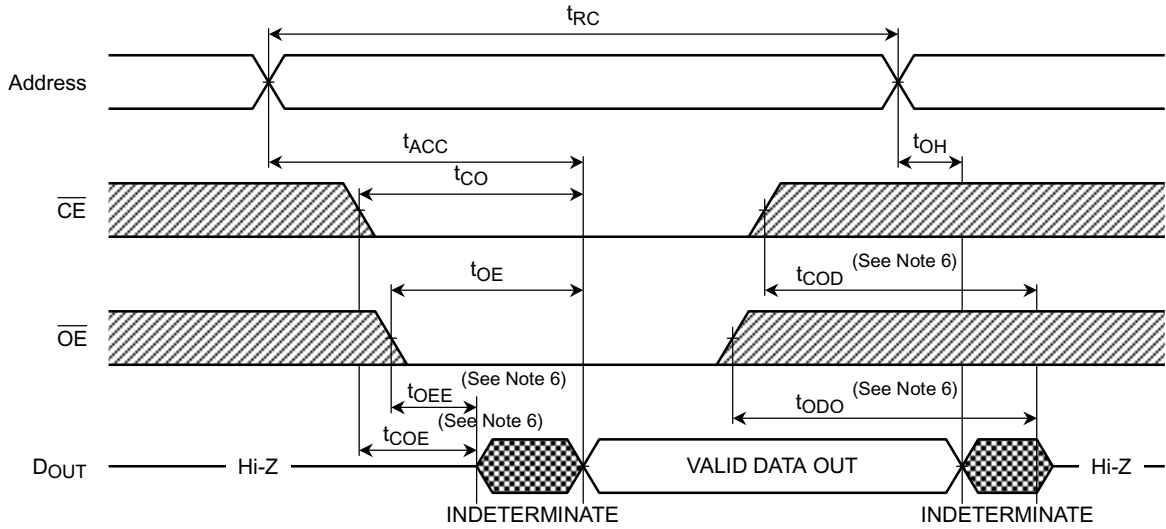 tRC
Address
tACC
tOH
tCO
CE
(See Note 6)
tCOD
tOE
OE
(See Note 6)
tOEE
(See Note 6)
tODO
(See Note 6)
tCOE
DOUT
Hi-Z
VALID DATA OUT
Hi-Z
INDETERMINATE
INDETERMINATE